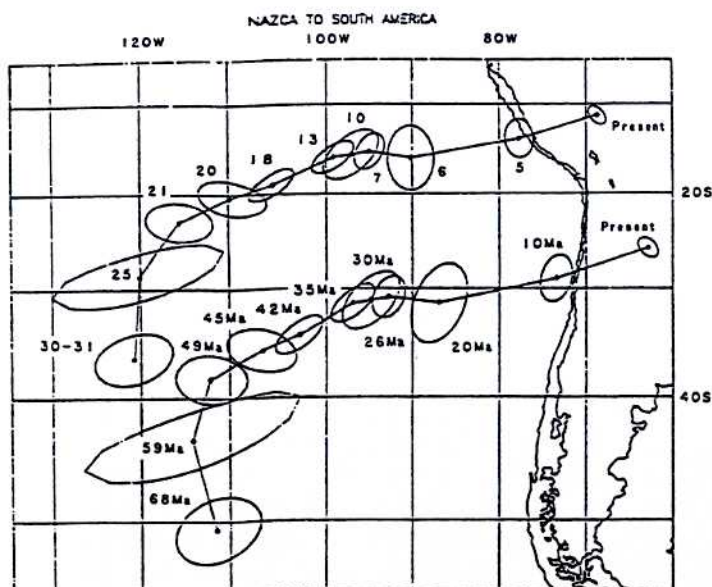 NAZCA TO SOUTH AMERICA
120W 100W 80W
10
13
18
20
21
7
6
5
Present
20S
25
Present
30Ma
10Ma
35Ma
42Ma
45Ma
30-31
49Ma
26Ma
20Ma
40S
59Ma
68Ma